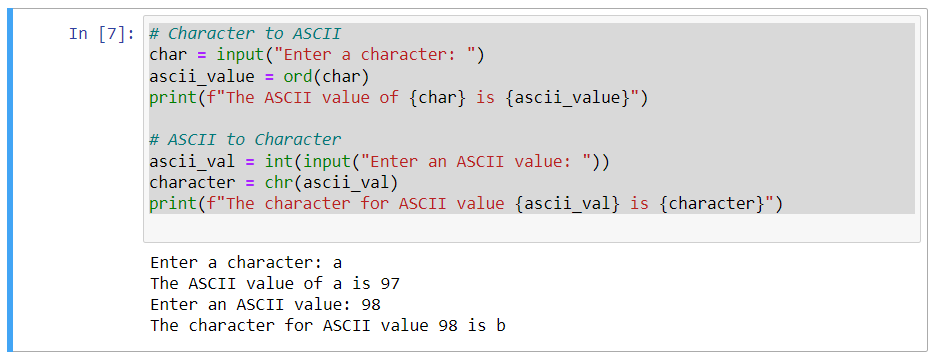 In [7]: # Character to ASCII
char = input("Enter a character: ")
ascii_value = ord(char)
print(f"The ASCII value of {char} is {ascii_value}")
# ASCII to Character
ascii_val = int(input("Enter an ASCII value: "))
character = chr(ascii_val)
print(f"The character for ASCII value {ascii_val} is {character}")
Enter a character: a
The ASCII value of a is 97
Enter an ASCII value: 98
The character for ASCII value 98 is b